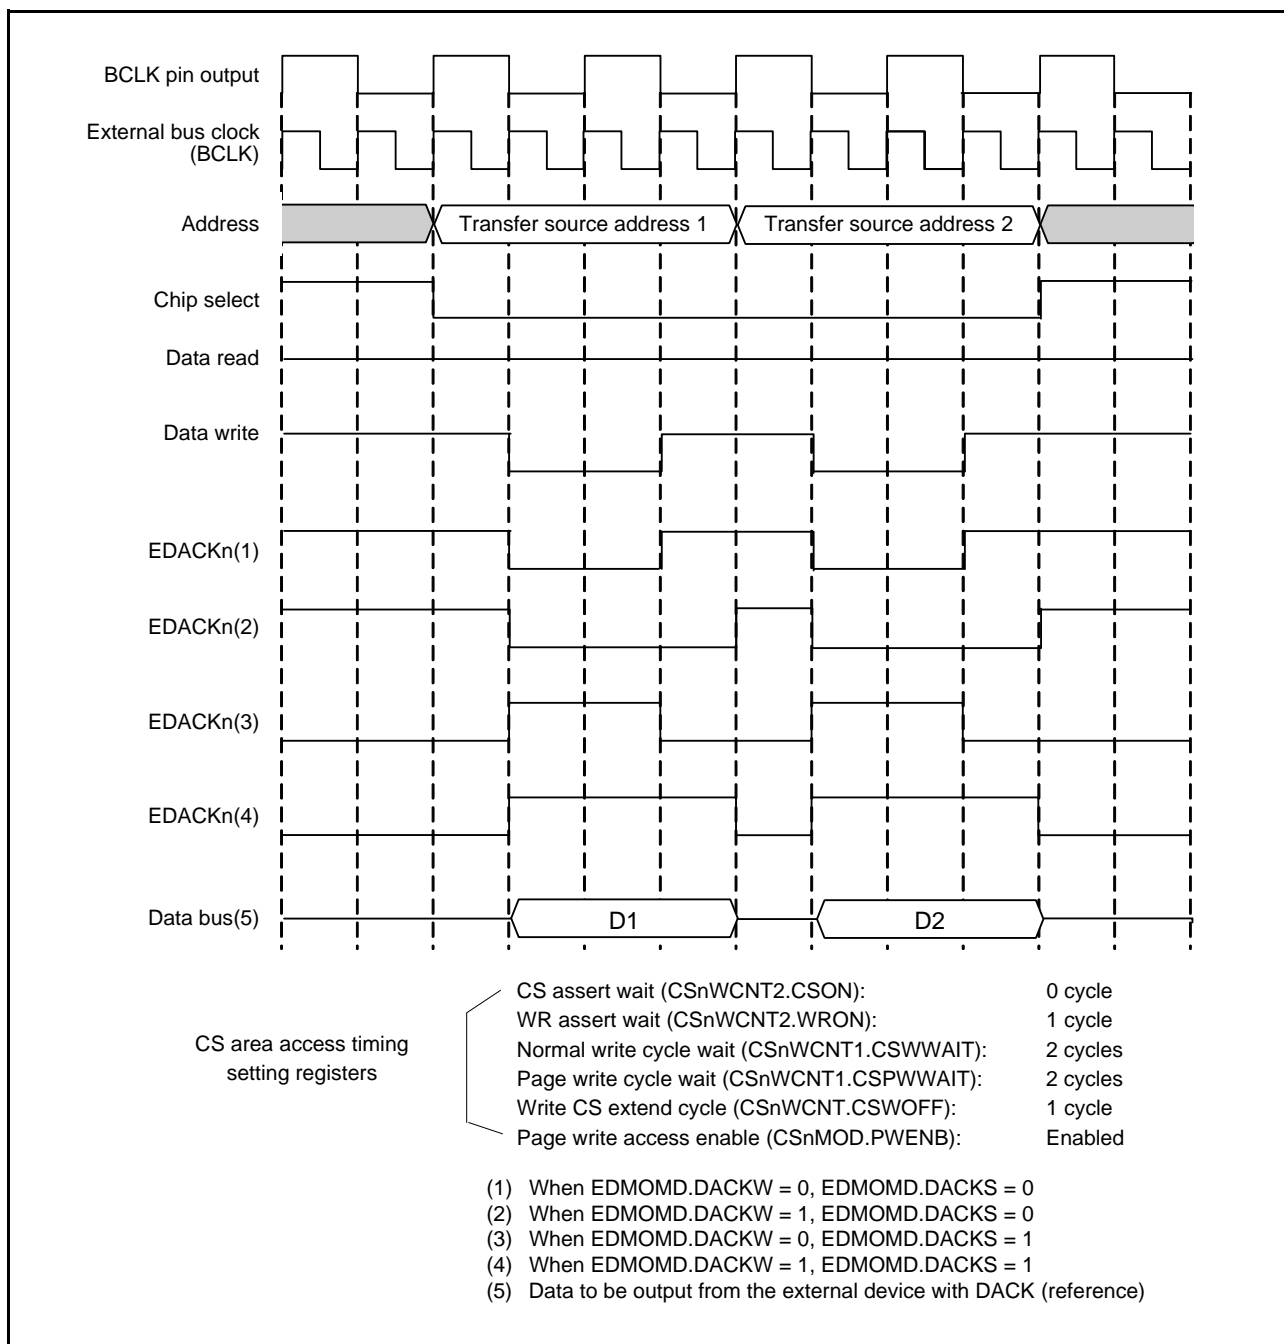 BCLK pin output
External bus clock
(BCLK)
Address
Transfer source address 1
Transfer source address 2
Chip select
Data read
Data write
EDACKn(1)
EDACKn(2)
EDACKn(3)
EDACKn(4)
Data bus(5)
D1
D2
CS area access timing
setting registers
CS assert wait (CSnWCNT2.CSON): 0 cycle
WR assert wait (CSnWCNT2.WRON): 1 cycle
Normal write cycle wait (CSnWCNT1.CSWWAIT): 2 cycles
Page write cycle wait (CSnWCNT1.CSPWWAIT): 2 cycles
Write CS extend cycle (CSnWCNT.CSWOFF): 1 cycle
Page write access enable (CSnMOD.PWENB): Enabled
(1) When EDMOMD.DACKW = 0, EDMOMD.DACKS = 0
(2) When EDMOMD.DACKW = 1, EDMOMD.DACKS = 0
(3) When EDMOMD.DACKW = 0, EDMOMD.DACKS = 1
(4) When EDMOMD.DACKW = 1, EDMOMD.DACKS = 1
(5) Data to be output from the external device with DACK (reference)